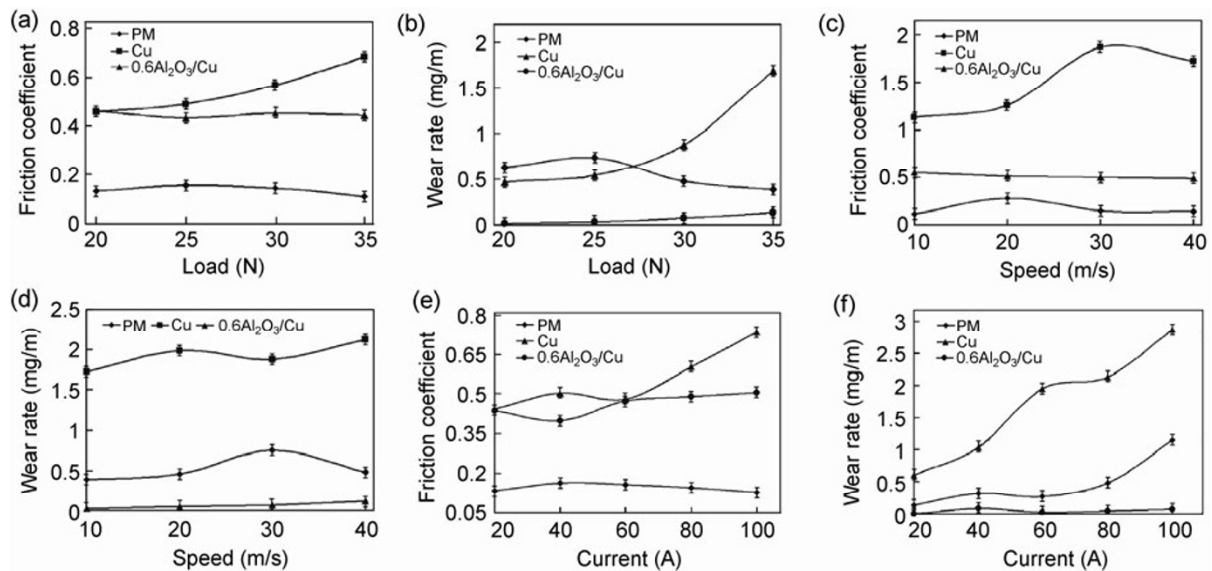 (a)
0.8
0.6
0.4
0.2
0
Friction coefficient
PM
Cu
0.6Al₂O₃/Cu
20 25 30 35
Load (N)
(b)
2
1.5
1
0.5
0
Wear rate (mg/m)
PM
Cu
0.6Al₂O₃/Cu
20 25 30 35
Load (N)
(c)
2
1.5
1
0.5
0
Friction coefficient
PM
Cu
0.6Al₂O₃/Cu
10 20 30 40
Speed (m/s)
(d)
2.5
2
1.5
1
0.5
0
Wear rate (mg/m)
PM Cu 0.6Al₂O₃/Cu
10 20 30 40
Speed (m/s)
(e)
0.8
0.65
0.5
0.35
0.2
0.05
Friction coefficient
PM
Cu
0.6Al₂O₃/Cu
20 40 60 80 100
Current (A)
(f)
3
2
1
0.5
0
Wear rate (mg/m)
PM
Cu
0.6Al₂O₃/Cu
20 40 60 80 100
Current (A)